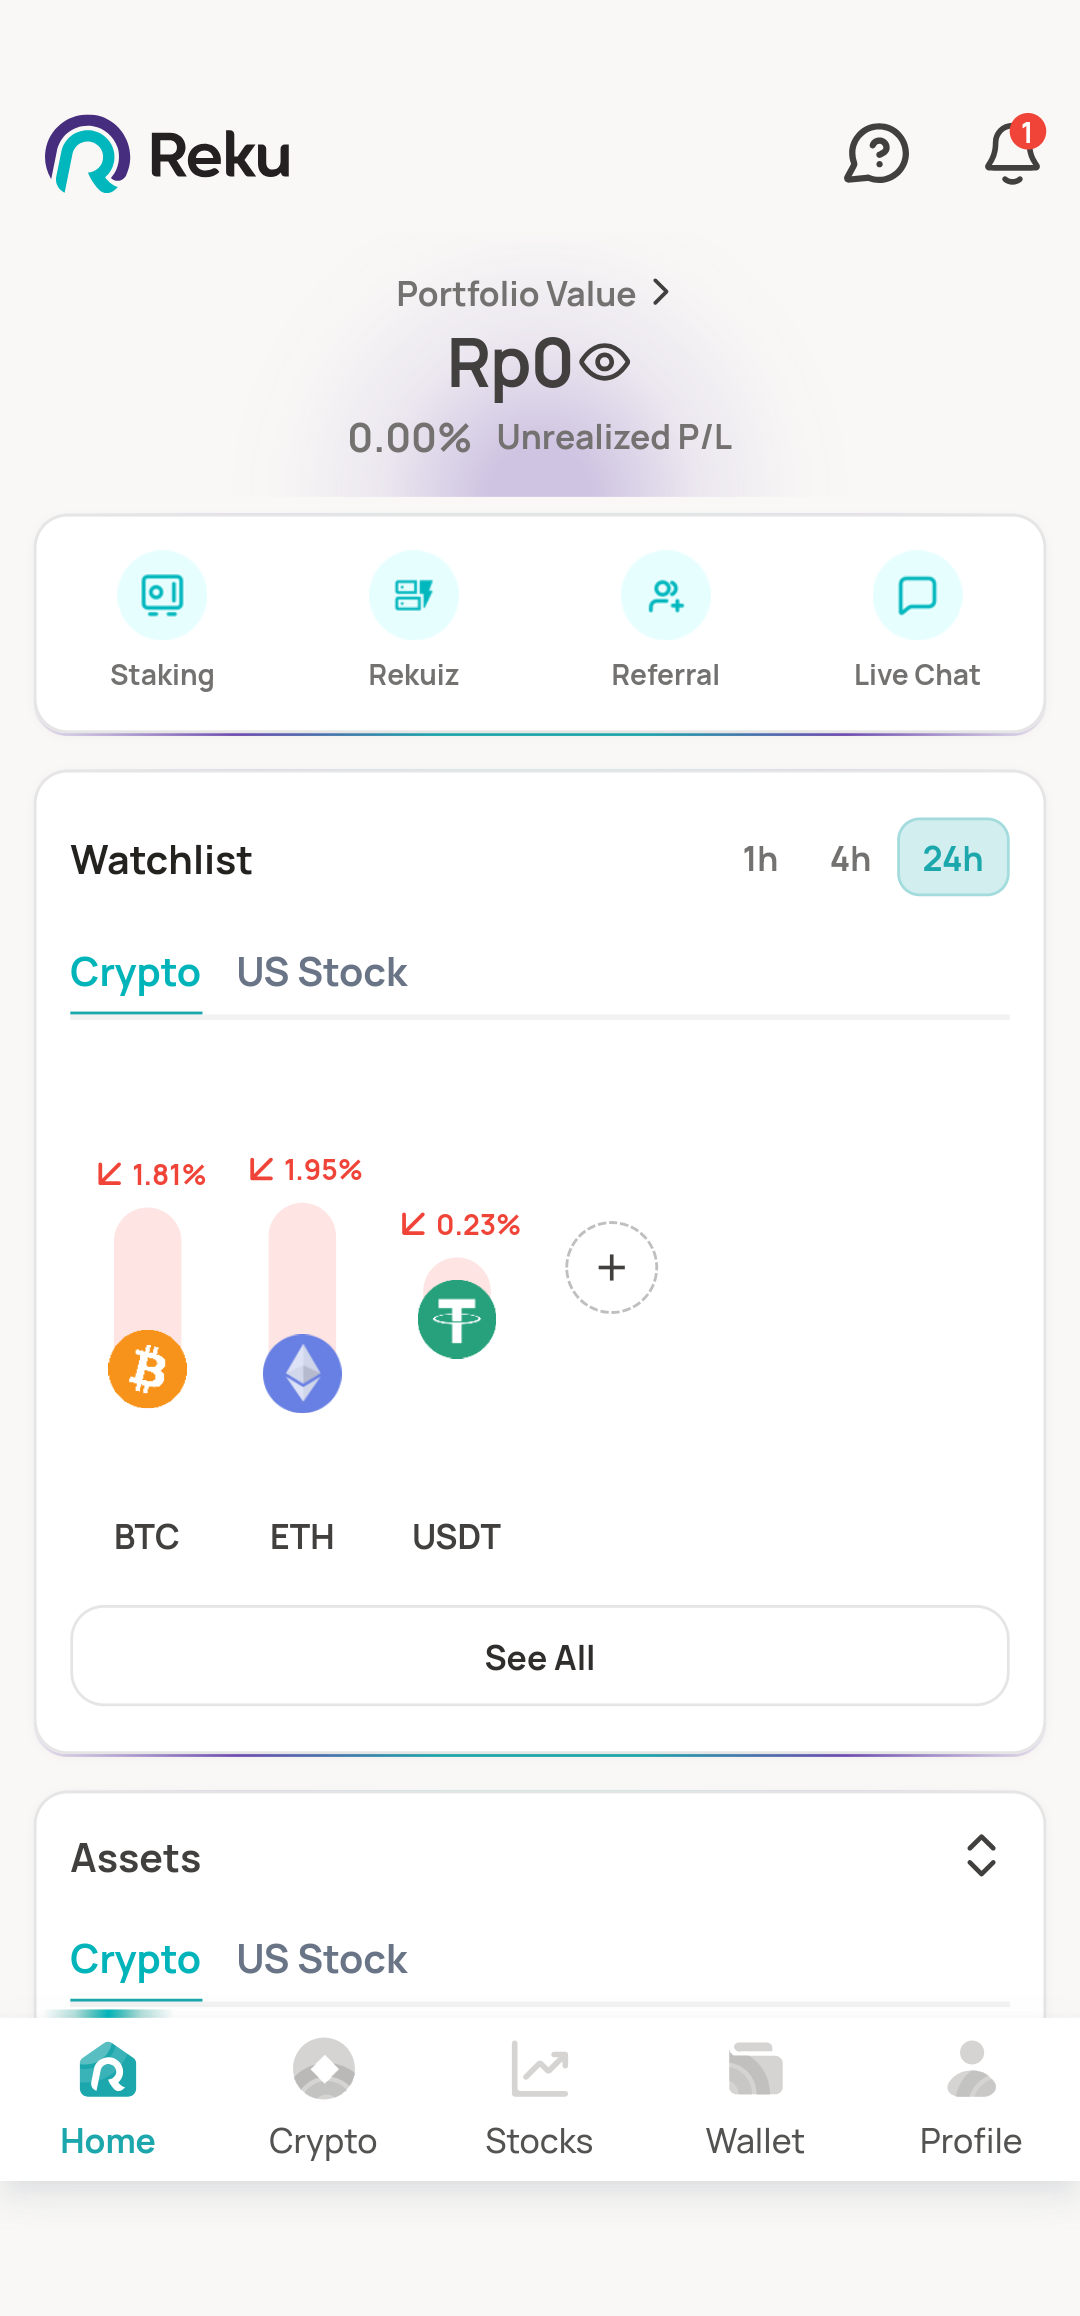 Reku
1
Portfolio Value
Rp0
0.00% Unrealized P/L
Staking Rekuiz Referral Live Chat
Watchlist 1h 4h 24h
Crypto US Stock
1.81% 1.95% 0.23%
BTC ETH USDT
See All
Assets
Crypto US Stock
Home Crypto Stocks Wallet Profile